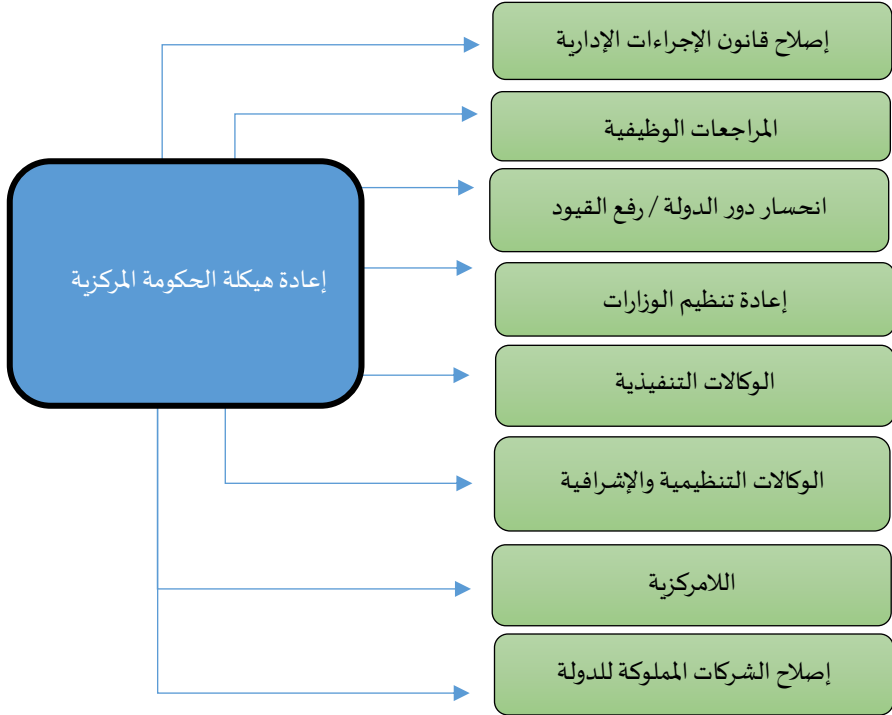 إصلاح قانون الإجراءات الإدارية
المراجعات الوظيفية
انحسار دور الدولة / رفع القيود
إعادة هيكلة الحكومة المركزية
إعادة تنظيم الوزارات
الوكالات التنفيذية
الوكالات التنظيمية والإشرافية
اللامركزية
إصلاح الشركات المملوكة للدولة